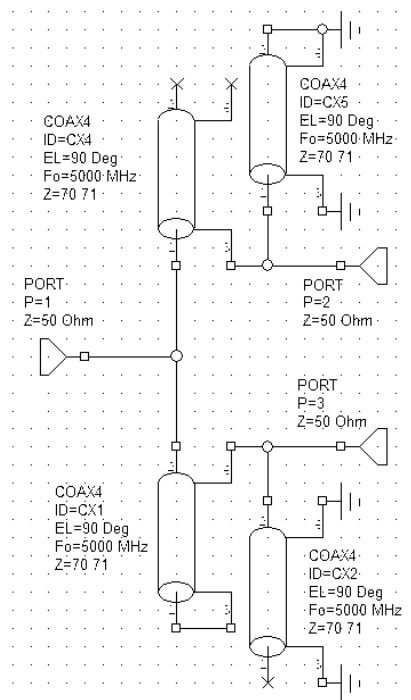 COAX4
ID=CX5
EL=90 Deg
Fo=5000 MHz
Z=70 71
COAX4
ID=CX4
EL=90 Deg
Fo=5000 MHz
Z=70 71
PORT
P=1
Z=50 Ohm
PORT
P=2
Z=50 Ohm
PORT
P=3
Z=50 Ohm
COAX4
ID=CX1
EL=90 Deg
Fo=5000 MHz
Z=70 71
COAX4
ID=CX2
EL=90 Deg
Fo=5000 MHz
Z=70 71